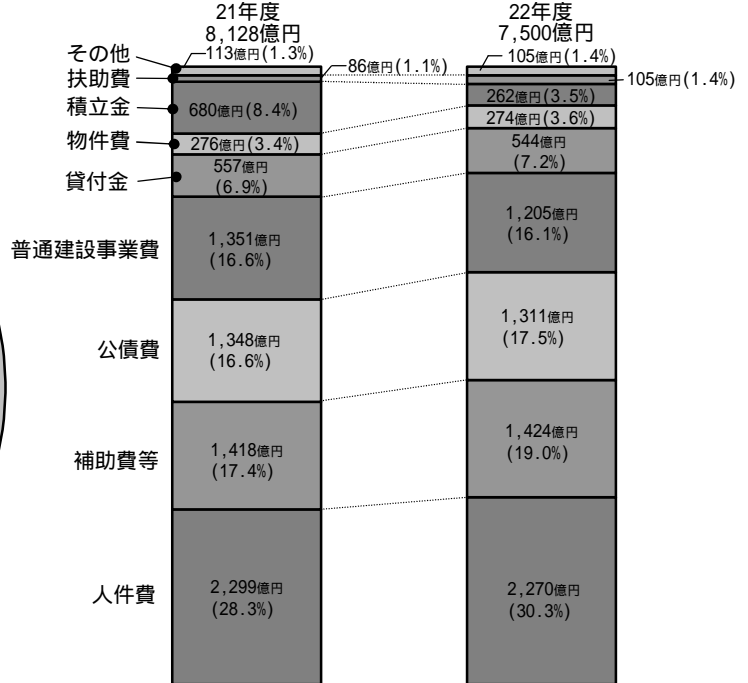 21年度
8,128億円
22年度
7,500億円
その他
113億円(1.3%)
86億円(1.1%)
105億円(1.4%)
扶助費
105億円(1.4%)
積立金
680億円(8.4%)
262億円(3.5%)
物件費
276億円(3.4%)
274億円(3.6%)
貸付金
557億円
(6.9%)
544億円
(7.2%)
普通建設事業費
1,351億円
(16.6%)
1,205億円
(16.1%)
公債費
1,348億円
(16.6%)
1,311億円
(17.5%)
補助費等
1,418億円
(17.4%)
1,424億円
(19.0%)
人件費
2,299億円
(28.3%)
2,270億円
(30.3%)